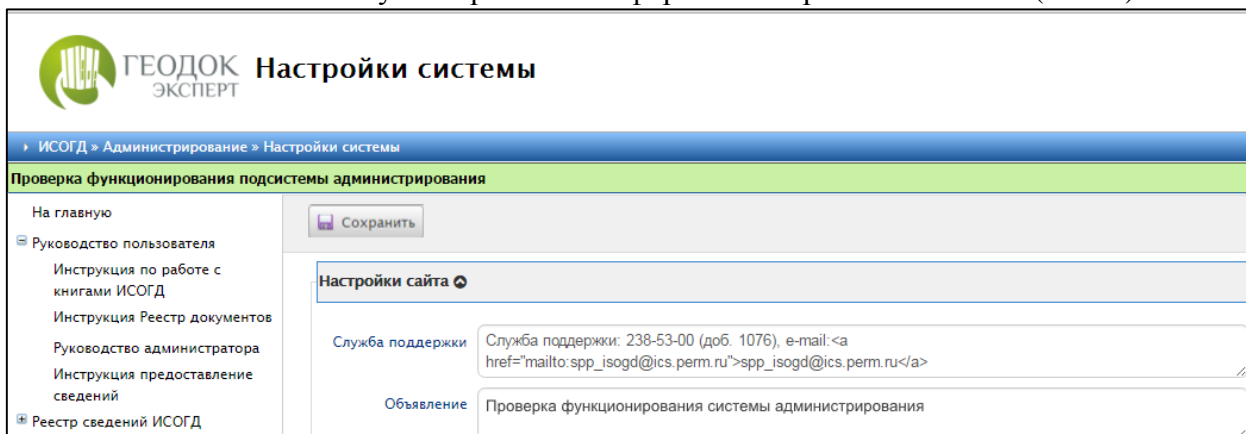 ГЕОДОК
ЭКСПЕРТ
Настройки системы
ИСОГД » Администрирование » Настройки системы
Проверка функционирования подсистемы администрирования
На главную
Руководство пользователя
Инструкция по работе с
книгами ИСОГД
Инструкция Реестр документов
Руководство администратора
Инструкция предоставление
сведений
Реестр сведений ИСОГД
Сохранить
Настройки сайта
Служба поддержки
Служба поддержки: 238-53-00 (доб. 1076), e-mail:<a
href="mailto:spp_isogd@ics.perm.ru">spp_isogd@ics.perm.ru</a>
Объявление
Проверка функционирования системы администрирования